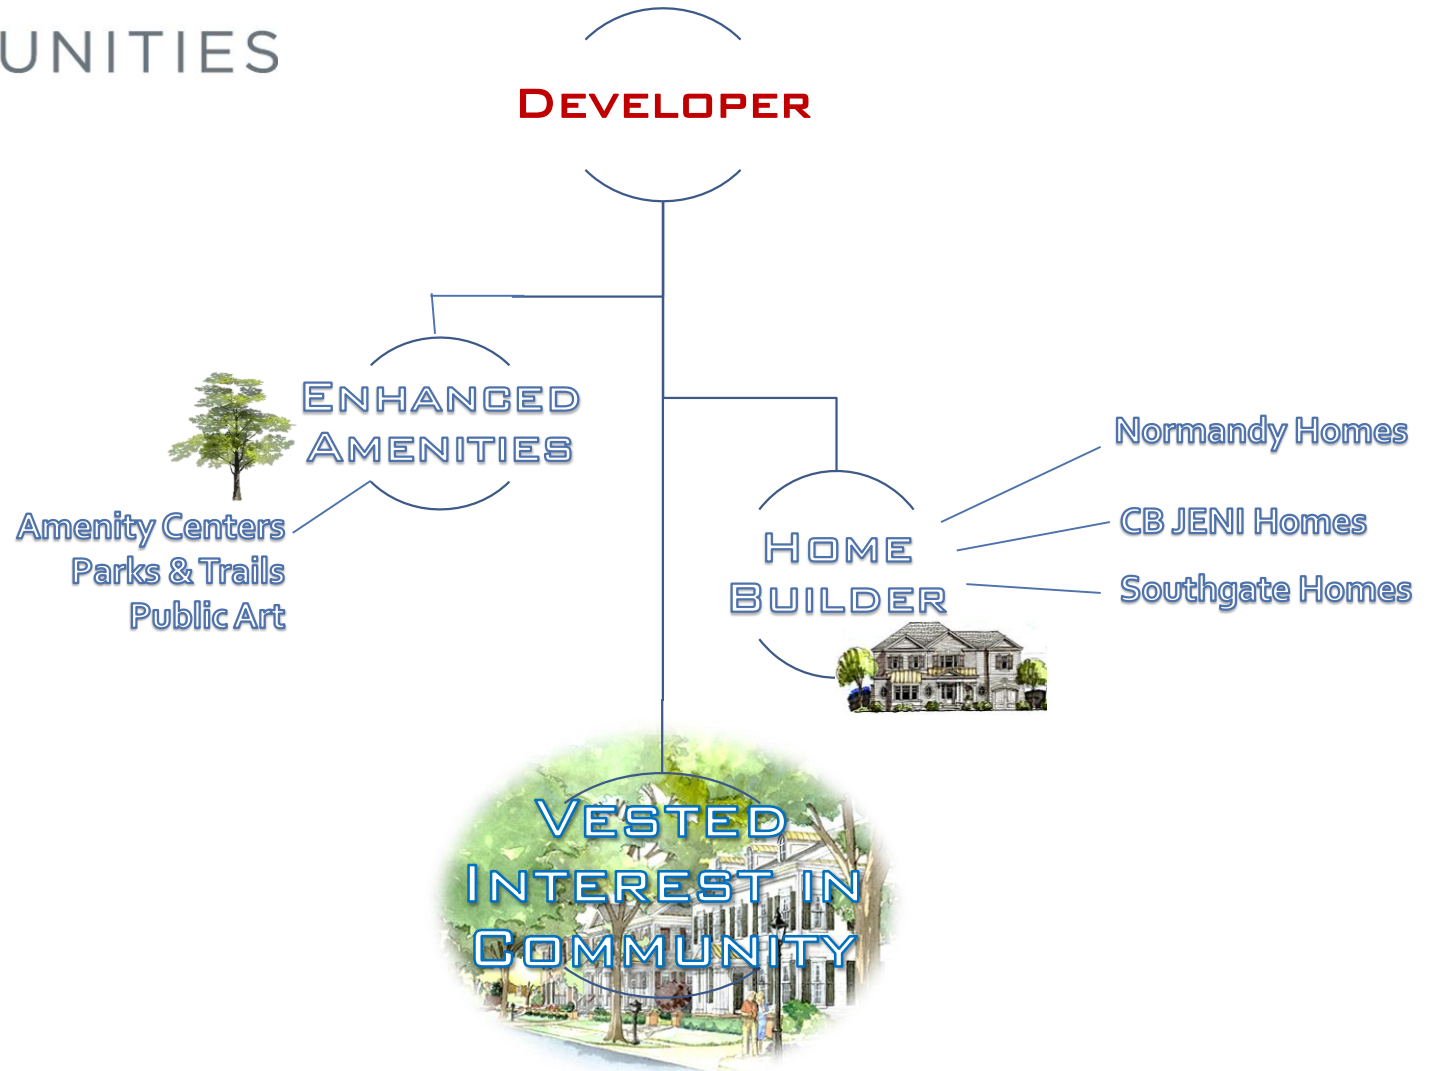 UNITIES
DEVELOPER
ENHANCED
AMENITIES
Amenity Centers
Parks & Trails
Public Art
HOME
BUILDER
Normandy Homes
CB JENI Homes
Southgate Homes
VESTED
INTEREST IN
COMMUNITY